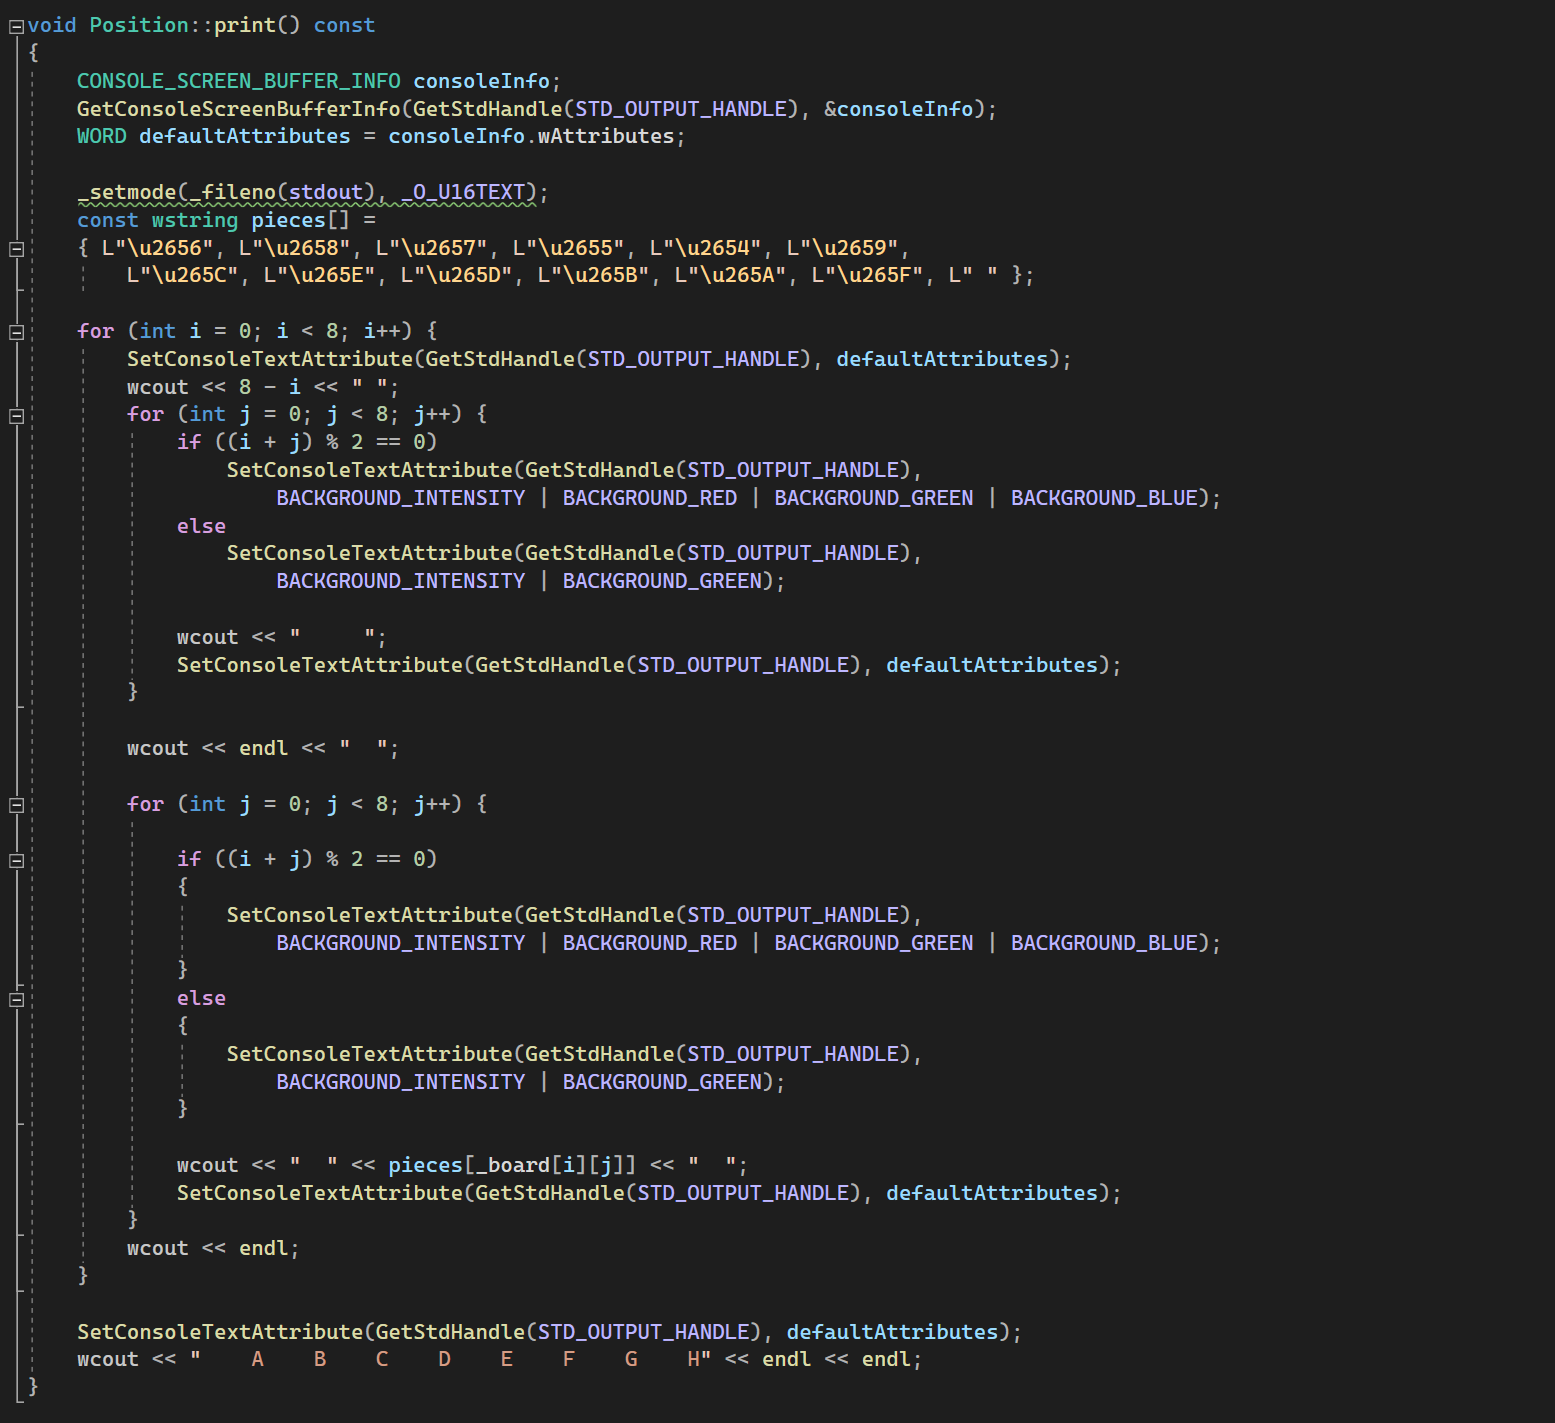 void Position::print() const
{
    CONSOLE_SCREEN_BUFFER_INFO consoleInfo;
    GetConsoleScreenBufferInfo(GetStdHandle(STD_OUTPUT_HANDLE), &consoleInfo);
    WORD defaultAttributes = consoleInfo.wAttributes;

    _setmode(_fileno(stdout), _O_U16TEXT);
    const wstring pieces[] =
    { L"\u2656", L"\u2658", L"\u2657", L"\u2655", L"\u2654", L"\u2659",
        L"\u265C", L"\u265E", L"\u265D", L"\u265B", L"\u265A", L"\u265F", L" " };

    for (int i = 0; i < 8; i++) {
        SetConsoleTextAttribute(GetStdHandle(STD_OUTPUT_HANDLE), defaultAttributes);
        wcout << 8 - i << " ";
        for (int j = 0; j < 8; j++) {
            if ((i + j) % 2 == 0)
                SetConsoleTextAttribute(GetStdHandle(STD_OUTPUT_HANDLE),
                    BACKGROUND_INTENSITY | BACKGROUND_RED | BACKGROUND_GREEN | BACKGROUND_BLUE);
            else
                SetConsoleTextAttribute(GetStdHandle(STD_OUTPUT_HANDLE),
                    BACKGROUND_INTENSITY | BACKGROUND_GREEN);

            wcout << "     ";
            SetConsoleTextAttribute(GetStdHandle(STD_OUTPUT_HANDLE), defaultAttributes);
        }

        wcout << endl << "  ";

        for (int j = 0; j < 8; j++) {

            if ((i + j) % 2 == 0)
            {
                SetConsoleTextAttribute(GetStdHandle(STD_OUTPUT_HANDLE),
                    BACKGROUND_INTENSITY | BACKGROUND_RED | BACKGROUND_GREEN | BACKGROUND_BLUE);
            }
            else
            {
                SetConsoleTextAttribute(GetStdHandle(STD_OUTPUT_HANDLE),
                    BACKGROUND_INTENSITY | BACKGROUND_GREEN);
            }

            wcout << "  " << pieces[_board[i][j]] << "  ";
            SetConsoleTextAttribute(GetStdHandle(STD_OUTPUT_HANDLE), defaultAttributes);
        }
        wcout << endl;
    }

    SetConsoleTextAttribute(GetStdHandle(STD_OUTPUT_HANDLE), defaultAttributes);
    wcout << "    A    B    C    D    E    F    G    H" << endl << endl;
}